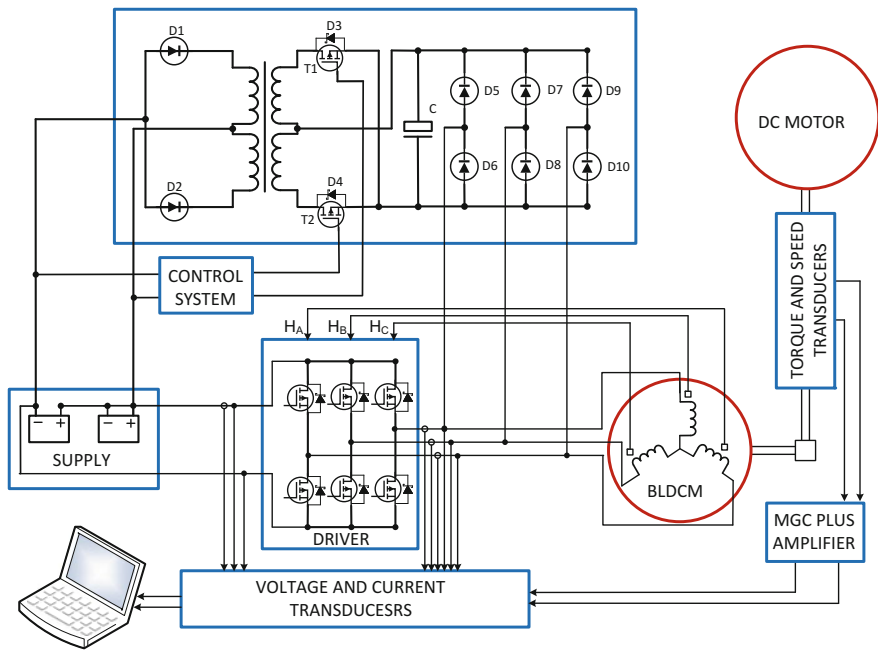 D1
D3
T1
D5
D7
D9
C
D2
D4
T2
D6
D8
D10
DC MOTOR
CONTROL
SYSTEM
TORQUE AND SPEED
TRANSDUCERS
HA
HB
HC
− + − +
SUPPLY
DRIVER
BLDCM
MGC PLUS
AMPLIFIER
VOLTAGE AND CURRENT
TRANSDUCESRS